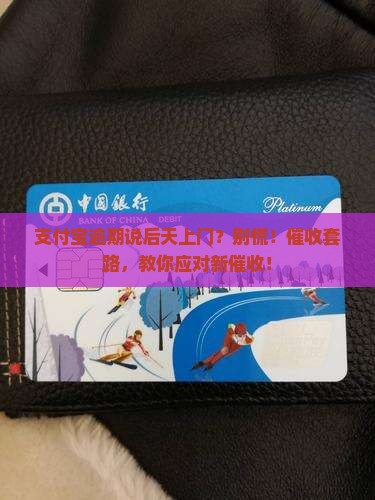 中国银行 Platinum
BANK OF CHINA DEBIT
支付宝逾期说后天上门？别慌！催收套
路，教你应对新催收！